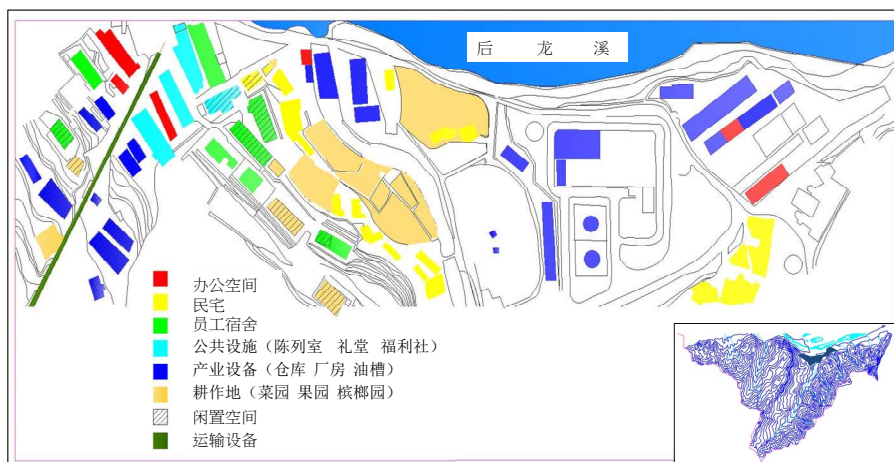 后 龙 溪
办公空间
民宅
员工宿舍
公共设施（陈列室 礼堂 福利社）
产业设备（仓库 厂房 油槽）
耕作地（菜园 果园 槟榔园）
闲置空间
运输设备